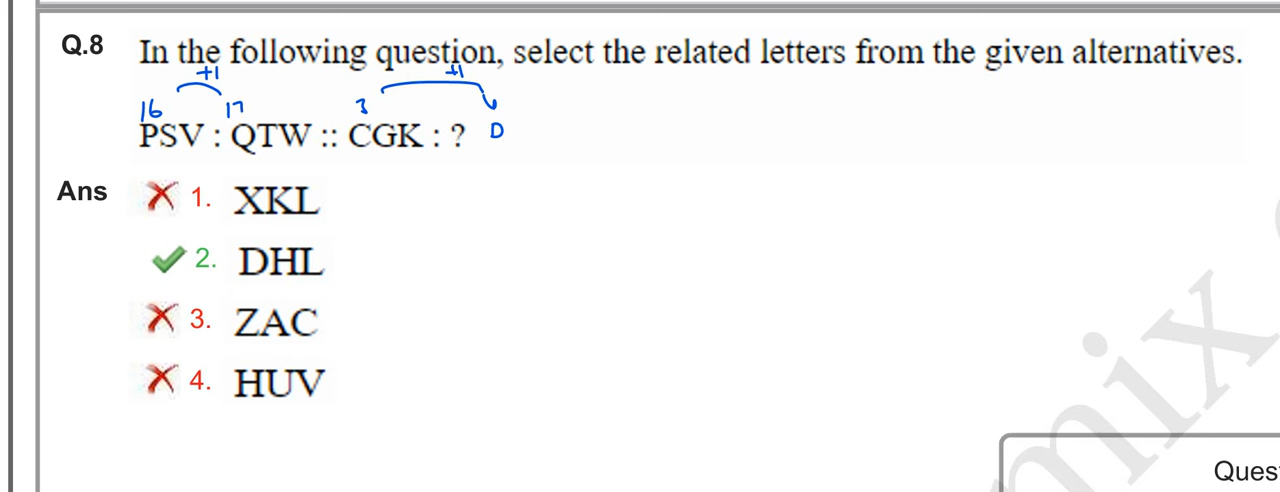 Q.8 In the following question, select the related letters from the given alternatives.
+1 +1
16 17 3
PSV : QTW :: CGK : ? D
Ans 1. XKL
2. DHL
3. ZAC
4. HUV
mix
Ques